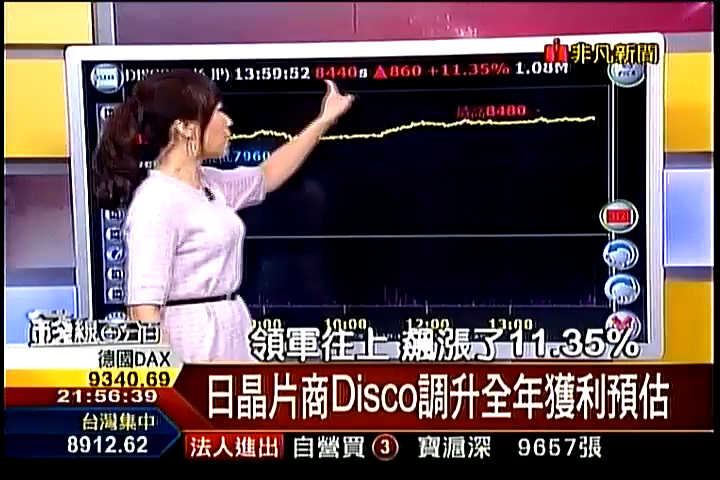 非凡新聞
JP) 13:59:52 8440s ▲860 +11.35% 1.08M
最高8480
7960
10:00 12:00 13:00
領軍往上 飆漲了11.35%
德國DAX
9340.69
21:56:39
日晶片商Disco調升全年獲利預估
台灣集中
8912.62
法人進出 自營買 3 寶滬深 9657張